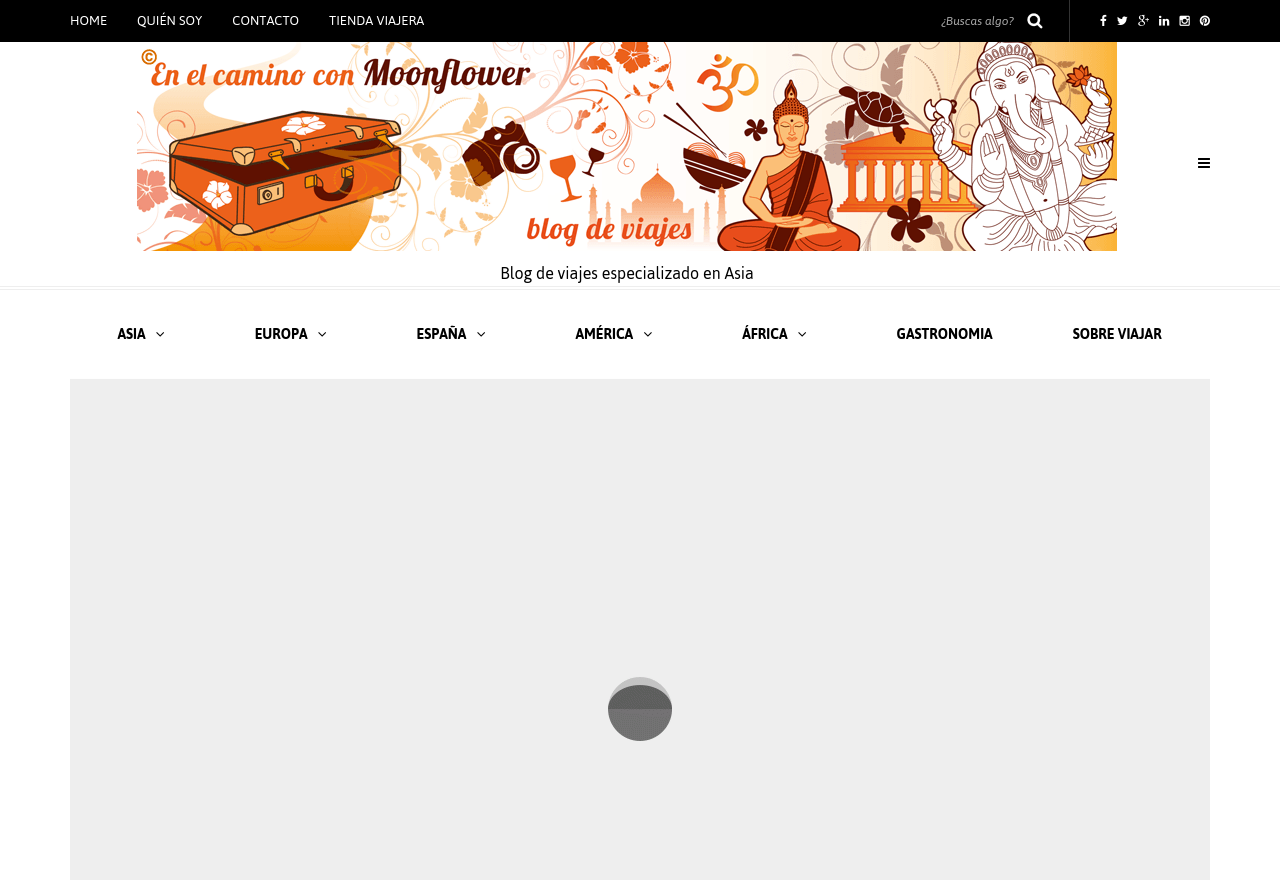 HOME QUIÉN SOY CONTACTO TIENDA VIAJERA ¿Buscas algo?
© En el camino con Moonflower
ॐ
blog de viajes
Blog de viajes especializado en Asia
ASIA EUROPA ESPAÑA AMÉRICA ÁFRICA GASTRONOMIA SOBRE VIAJAR